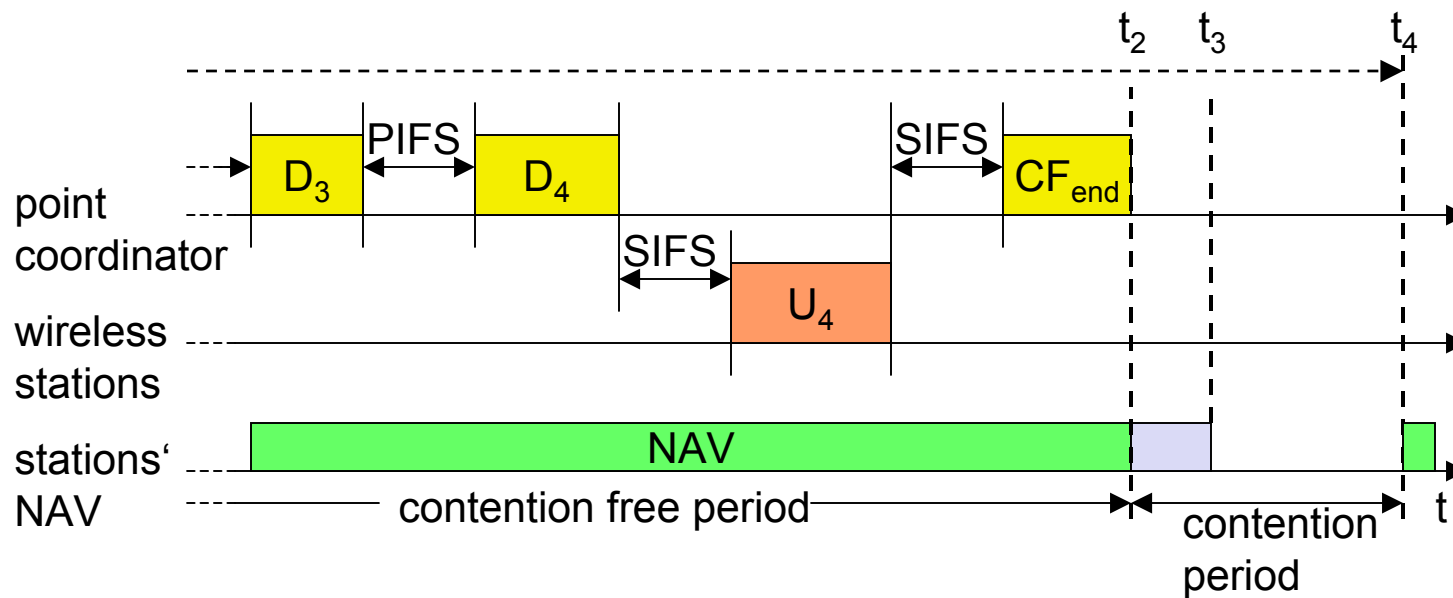 t2 t3 t4
PIFS SIFS
D3 D4 CFend
point
coordinator
SIFS
U4
wireless
stations
stations‘
NAV
NAV
contention free period
t
contention
period